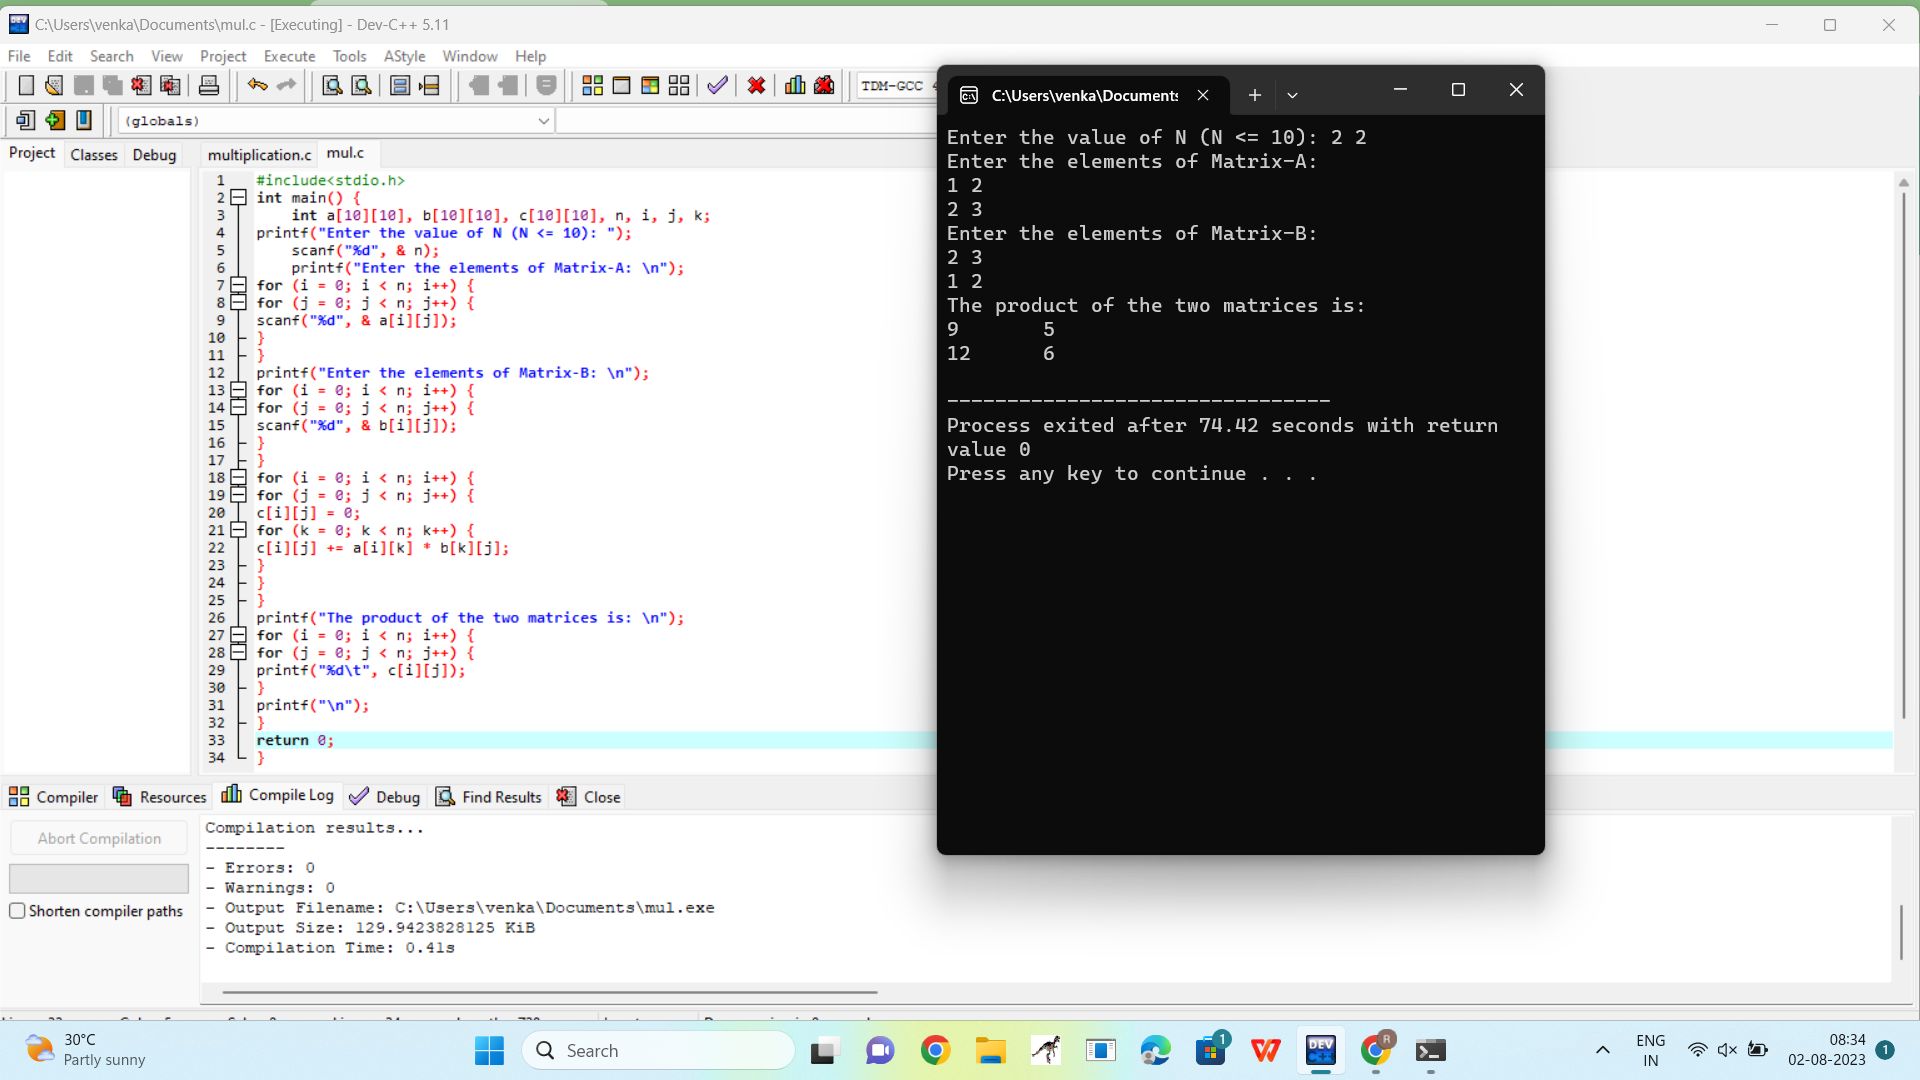 C:\Users\venka\Documents\mul.c - [Executing] - Dev-C++ 5.11
File Edit Search View Project Execute Tools AStyle Window Help
TDM-GCC
(globals)
Project Classes Debug
multiplication.c mul.c
1 #include<stdio.h>
2 int main() {
3 int a[10][10], b[10][10], c[10][10], n, i, j, k;
4 printf("Enter the value of N (N <= 10): ");
5 scanf("%d", & n);
6 printf("Enter the elements of Matrix-A: \n");
7 for (i = 0; i < n; i++) {
8 for (j = 0; j < n; j++) {
9 scanf("%d", & a[i][j]);
10 }
11 }
12 printf("Enter the elements of Matrix-B: \n");
13 for (i = 0; i < n; i++) {
14 for (j = 0; j < n; j++) {
15 scanf("%d", & b[i][j]);
16 }
17 }
18 for (i = 0; i < n; i++) {
19 for (j = 0; j < n; j++) {
20 c[i][j] = 0;
21 for (k = 0; k < n; k++) {
22 c[i][j] += a[i][k] * b[k][j];
23 }
24 }
25 }
26 printf("The product of the two matrices is: \n");
27 for (i = 0; i < n; i++) {
28 for (j = 0; j < n; j++) {
29 printf("%d\t", c[i][j]);
30 }
31 printf("\n");
32 }
33 return 0;
34 }
C:\Users\venka\Documents
Enter the value of N (N <= 10): 2 2
Enter the elements of Matrix-A:
1 2
2 3
Enter the elements of Matrix-B:
2 3
1 2
The product of the two matrices is:
9 5
12 6
--------------------------------
Process exited after 74.42 seconds with return
value 0
Press any key to continue . . .
Compiler Resources Compile Log Debug Find Results Close
Abort Compilation
Shorten compiler paths
Compilation results...
--------
- Errors: 0
- Warnings: 0
- Output Filename: C:\Users\venka\Documents\mul.exe
- Output Size: 129.9423828125 KiB
- Compilation Time: 0.41s
30°C
Partly sunny
Search
1
DEV
R
ENG
IN
08:34
02-08-2023
1